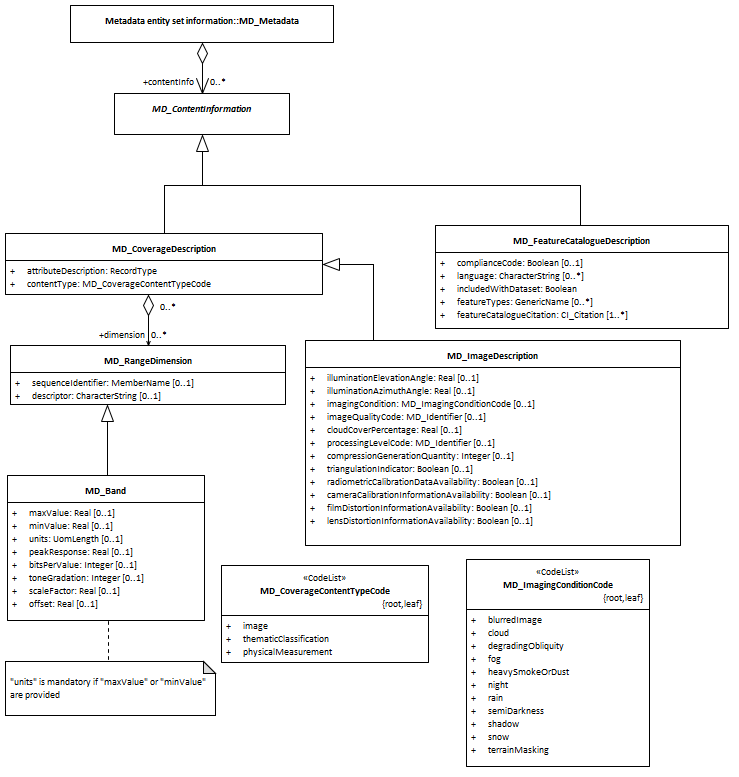 Metadata entity set information::MD_Metadata
+contentInfo 0..*
MD_ContentInformation
MD_CoverageDescription
+ attributeDescription: RecordType
+ contentType: MD_CoverageContentTypeCode
MD_FeatureCatalogueDescription
+ complianceCode: Boolean [0..1]
+ language: CharacterString [0..*]
+ includedWithDataset: Boolean
+ featureTypes: GenericName [0..*]
+ featureCatalogueCitation: CI_Citation [1..*]
0..*
+dimension 0..*
MD_RangeDimension
+ sequenceIdentifier: MemberName [0..1]
+ descriptor: CharacterString [0..1]
MD_ImageDescription
+ illuminationElevationAngle: Real [0..1]
+ illuminationAzimuthAngle: Real [0..1]
+ imagingCondition: MD_ImagingConditionCode [0..1]
+ imageQualityCode: MD_Identifier [0..1]
+ cloudCoverPercentage: Real [0..1]
+ processingLevelCode: MD_Identifier [0..1]
+ compressionGenerationQuantity: Integer [0..1]
+ triangulationIndicator: Boolean [0..1]
+ radiometricCalibrationDataAvailability: Boolean [0..1]
+ cameraCalibrationInformationAvailability: Boolean [0..1]
+ filmDistortionInformationAvailability: Boolean [0..1]
+ lensDistortionInformationAvailability: Boolean [0..1]
MD_Band
+ maxValue: Real [0..1]
+ minValue: Real [0..1]
+ units: UomLength [0..1]
+ peakResponse: Real [0..1]
+ bitsPerValue: Integer [0..1]
+ toneGradation: Integer [0..1]
+ scaleFactor: Real [0..1]
+ offset: Real [0..1]
"units" is mandatory if "maxValue" or "minValue"
are provided
«CodeList»
MD_CoverageContentTypeCode
{root,leaf}
+ image
+ thematicClassification
+ physicalMeasurement
«CodeList»
MD_ImagingConditionCode
{root,leaf}
+ blurredImage
+ cloud
+ degradingObliquity
+ fog
+ heavySmokeOrDust
+ night
+ rain
+ semiDarkness
+ shadow
+ snow
+ terrainMasking